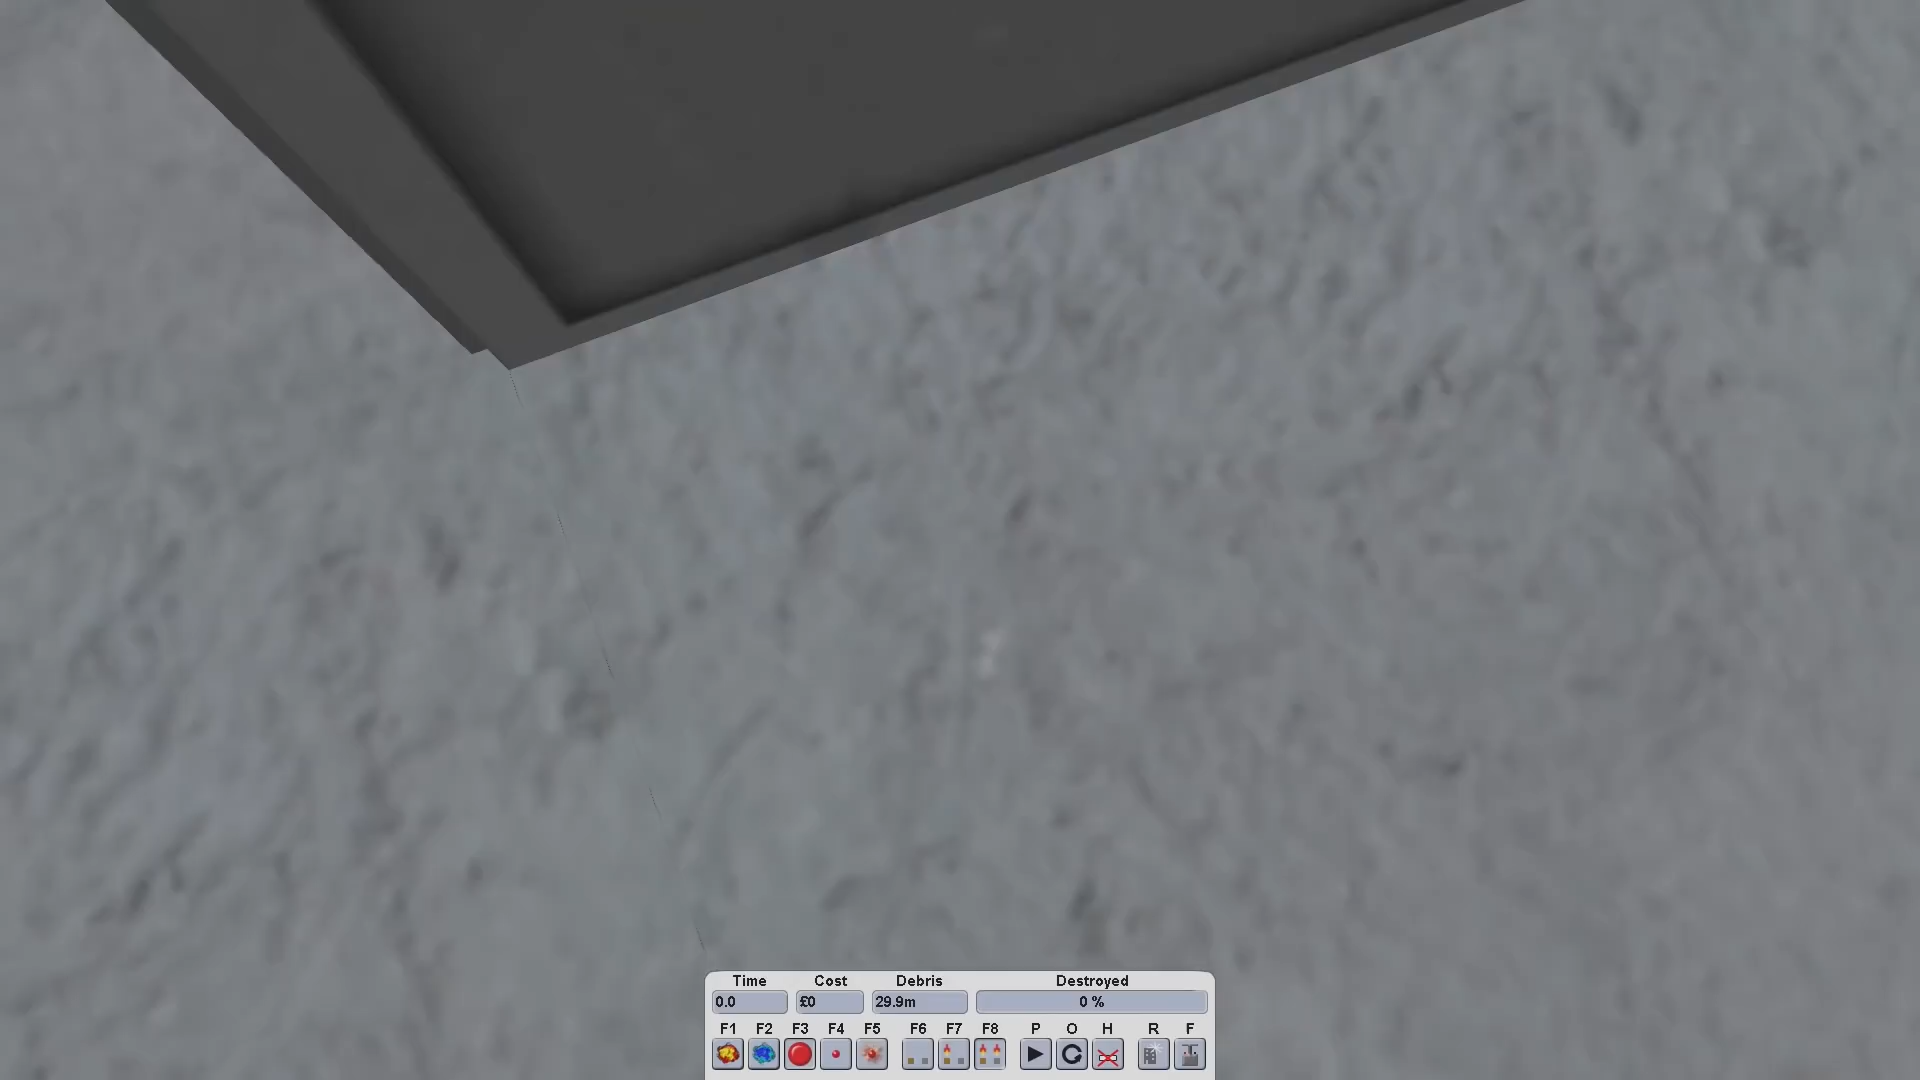 Time Cost Debris Destroyed
0.0 £0 29.9m 0 %
F1 F2 F3 F4 F5 F6 F7 F8 P O H R F